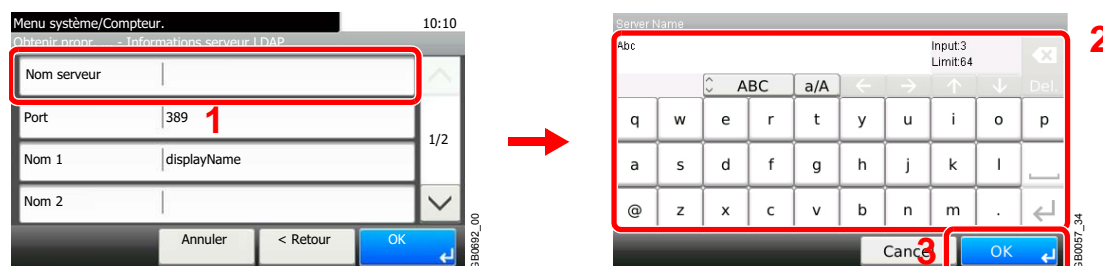 Menu système/Compteur. 10:10
Obtenir propr. - Informations serveur LDAP
Nom serveur
Port 389
1
1/2
Nom 1 displayName
Nom 2
Annuler < Retour OK
GB0692_00
Server Name
Abc Input:3
Limit:64
2
ABC a/A Del.
q w e r t y u i o p
a s d f g h j k l
@ z x c v b n m .
Cancel 3 OK
GB0057_34